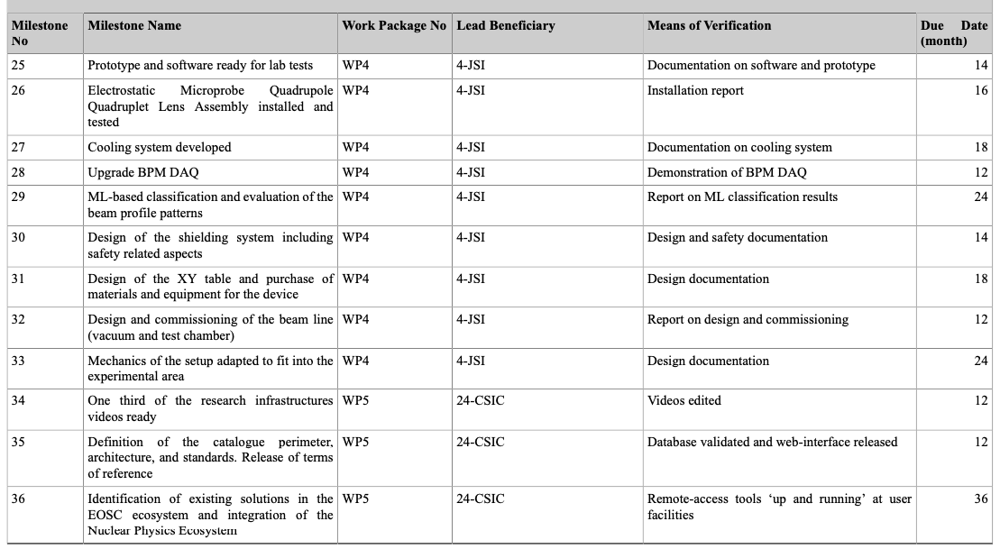 Milestone No Milestone Name Work Package No Lead Beneficiary Means of Verification Due Date (month)
25 Prototype and software ready for lab tests WP4 4-JSI Documentation on software and prototype 14
26 Electrostatic Microprobe Quadrupole WP4 4-JSI Installation report 16
Quadruplet Lens Assembly installed and
tested
27 Cooling system developed WP4 4-JSI Documentation on cooling system 18
28 Upgrade BPM DAQ WP4 4-JSI Demonstration of BPM DAQ 12
29 ML-based classification and evaluation of the WP4 4-JSI Report on ML classification results 24
beam profile patterns
30 Design of the shielding system including WP4 4-JSI Design and safety documentation 14
safety related aspects
31 Design of the XY table and purchase of WP4 4-JSI Design documentation 18
materials and equipment for the device
32 Design and commissioning of the beam line WP4 4-JSI Report on design and commissioning 12
(vacuum and test chamber)
33 Mechanics of the setup adapted to fit into the WP4 4-JSI Design documentation 24
experimental area
34 One third of the research infrastructures WP5 24-CSIC Videos edited 12
videos ready
35 Definition of the catalogue perimeter, WP5 24-CSIC Database validated and web-interface released 12
architecture, and standards. Release of terms
of reference
36 Identification of existing solutions in the WP5 24-CSIC Remote-access tools ‘up and running’ at user 36
EOSC ecosystem and integration of the facilities
Nuclear Physics Ecosystem